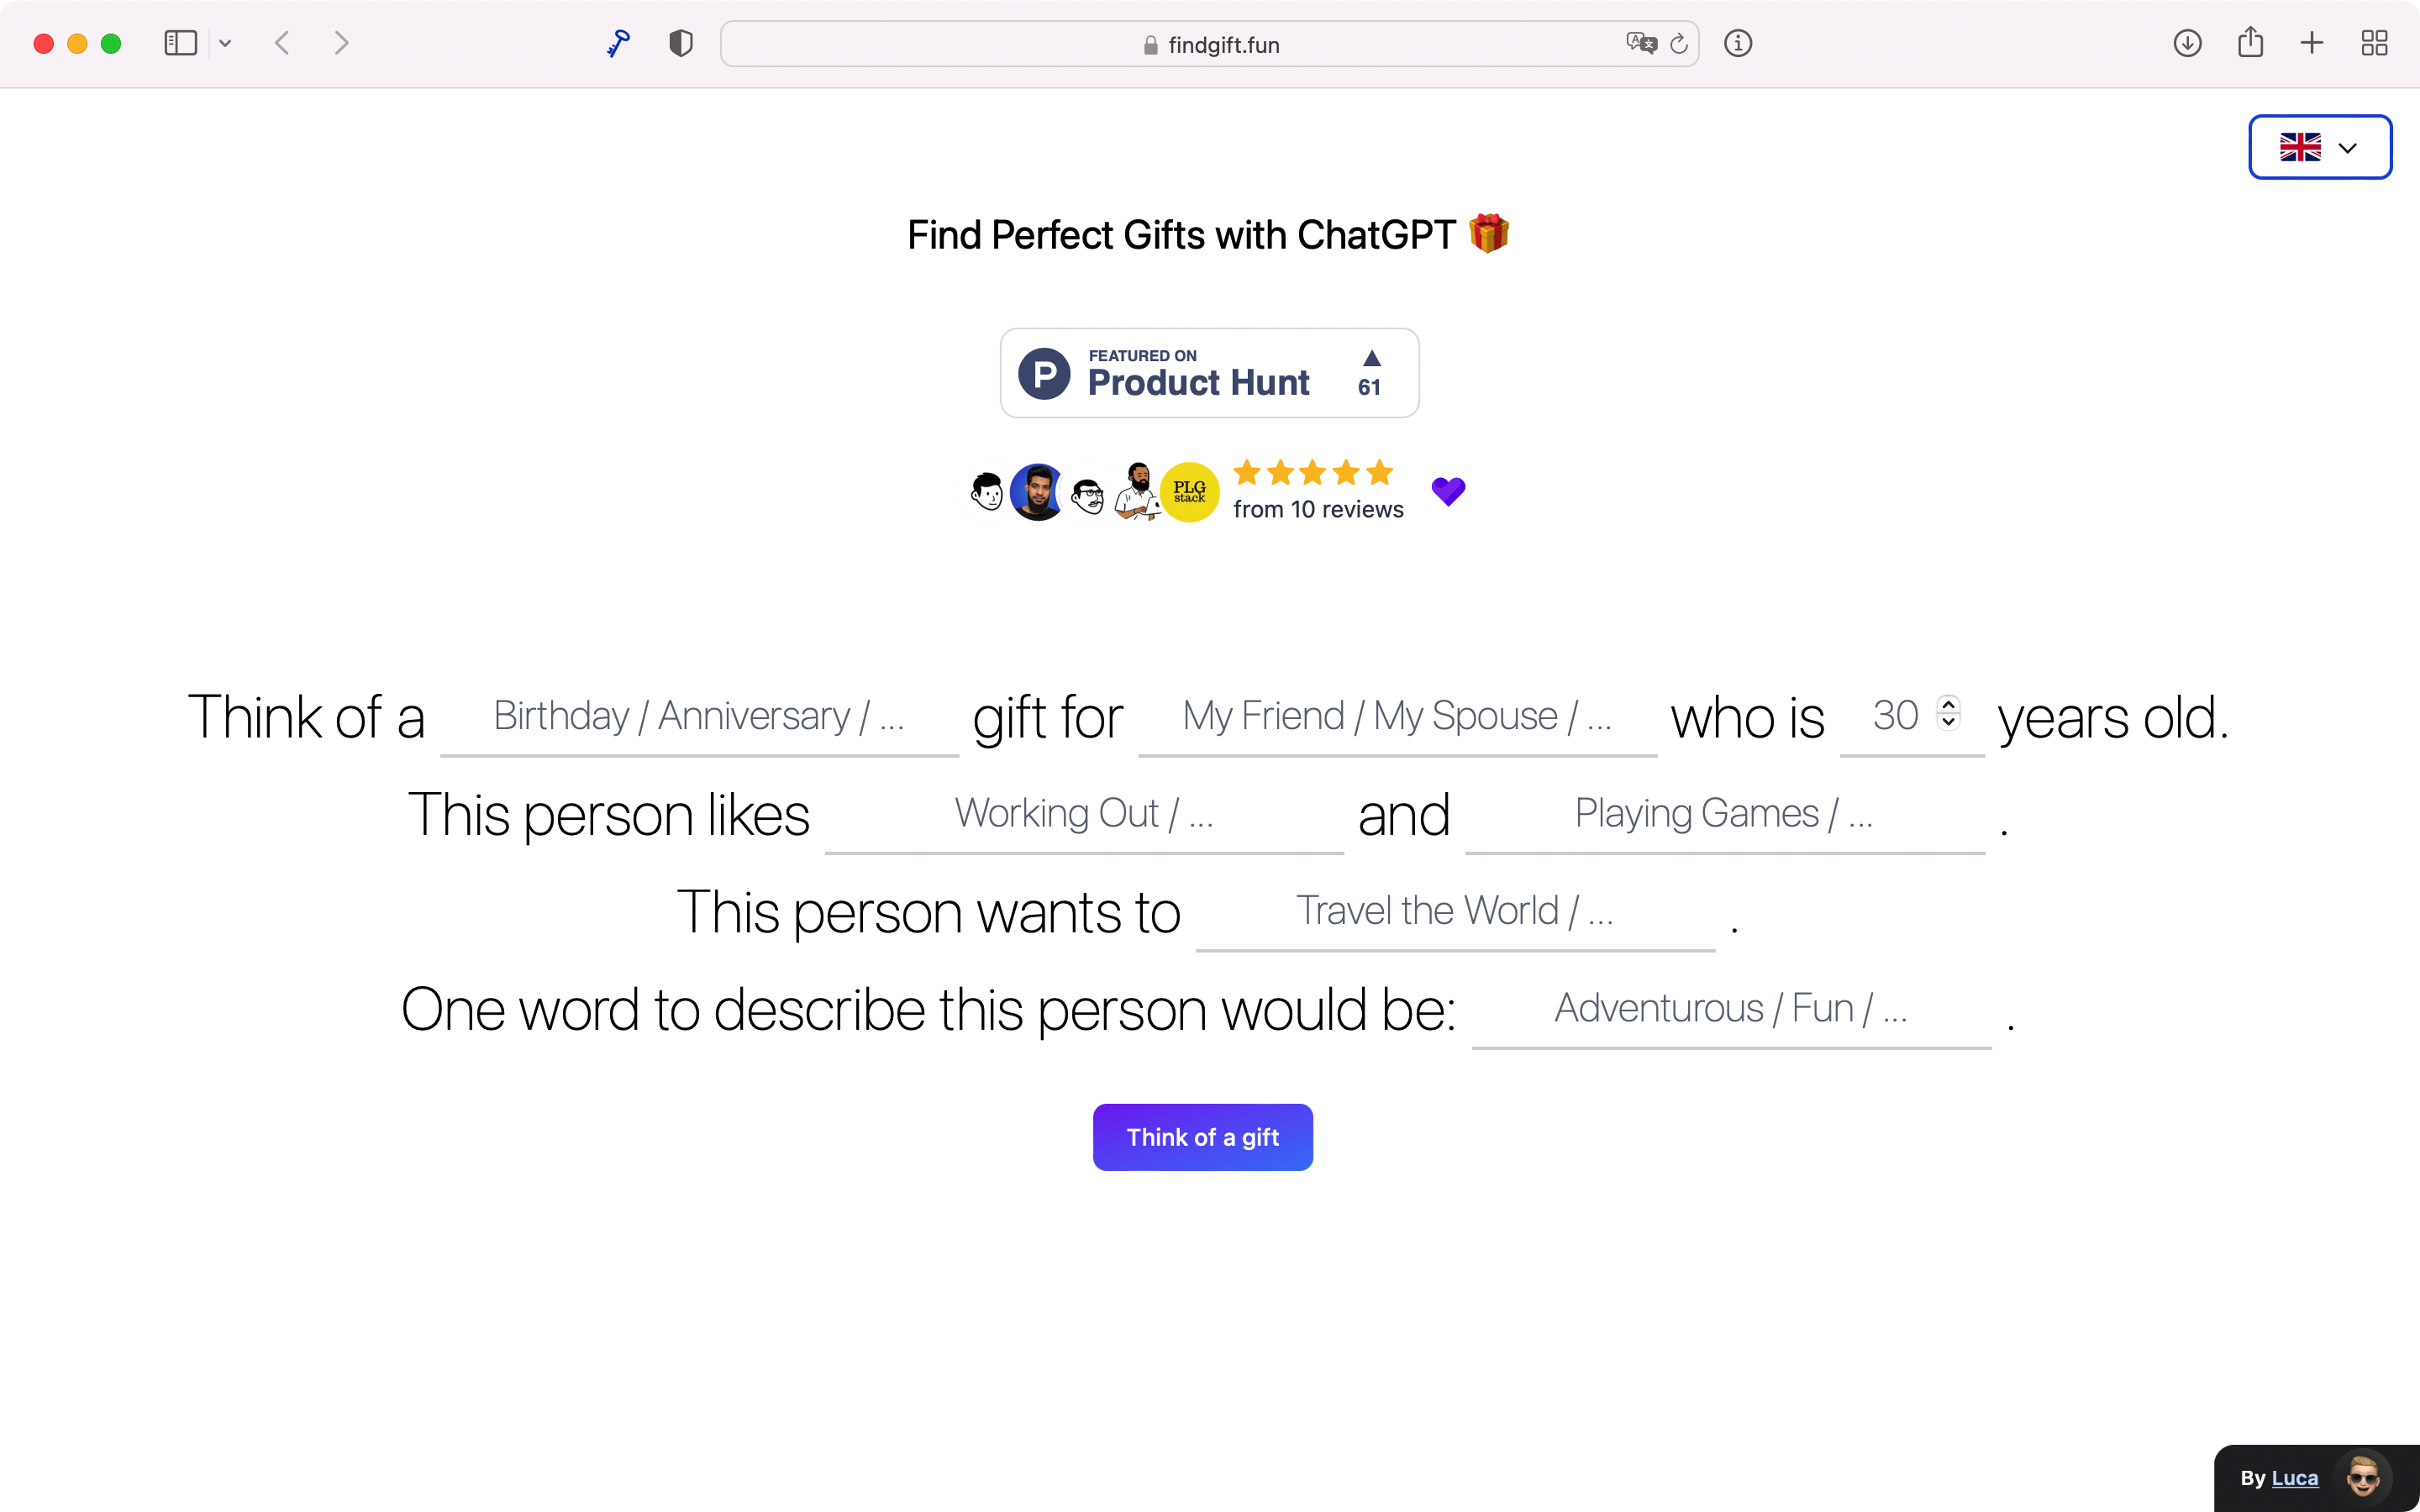 findgift.fun
Find Perfect Gifts with ChatGPT 🎁
FEATURED ON
Product Hunt
61
PLG
stack
from 10 reviews
Think of a Birthday / Anniversary / ... gift for My Friend / My Spouse / ... who is 30 years old.
This person likes Working Out / ... and Playing Games / ... .
This person wants to Travel the World / ... .
One word to describe this person would be: Adventurous / Fun / ... .
Think of a gift
By Luca